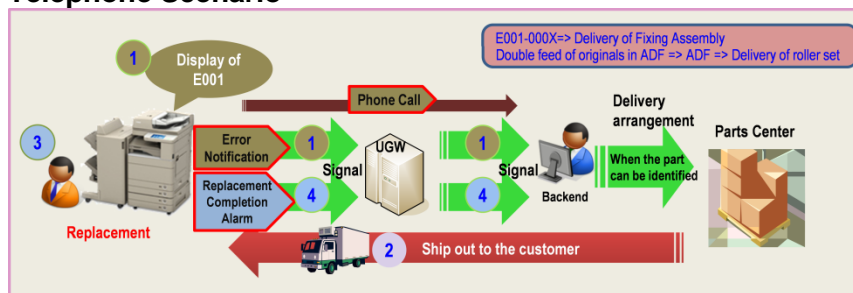 Telephone Scenario
E001-000X=> Delivery of Fixing Assembly
Double feed of originals in ADF => ADF => Delivery of roller set
1
Display of
E001
Phone Call
Delivery
arrangement
Parts Center
3
Error
Notification
1
Signal
UGW
1
Signal
Backend
When the part
can be identified
Replacement
Completion
Alarm
4
4
Replacement
2
Ship out to the customer